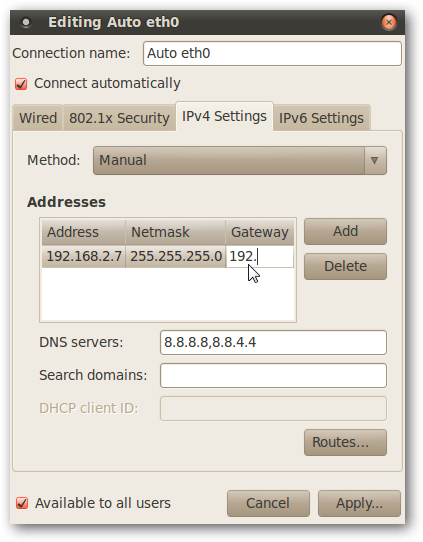 Editing Auto eth0
Connection name: Auto eth0
Connect automatically
Wired 802.1x Security IPv4 Settings IPv6 Settings
Method: Manual
Addresses
Address Netmask Gateway Add
192.168.2.7 255.255.255.0 192.
Delete
DNS servers: 8.8.8.8,8.8.4.4
Search domains:
DHCP client ID:
Routes...
Available to all users Cancel Apply...